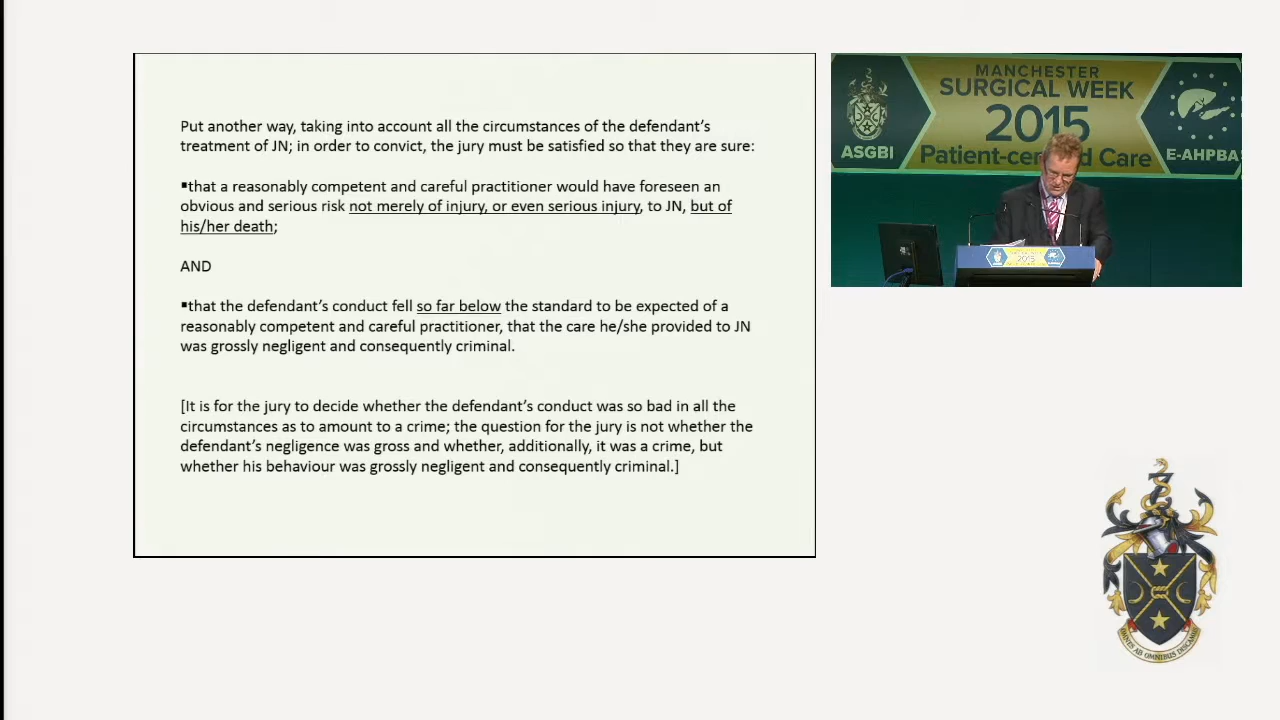 Put another way, taking into account all the circumstances of the defendant's
treatment of JN; in order to convict, the jury must be satisfied so that they are sure:
▪that a reasonably competent and careful practitioner would have foreseen an
obvious and serious risk not merely of injury, or even serious injury, to JN, but of
his/her death;
AND
▪that the defendant's conduct fell so far below the standard to be expected of a
reasonably competent and careful practitioner, that the care he/she provided to JN
was grossly negligent and consequently criminal.
[It is for the jury to decide whether the defendant's conduct was so bad in all the
circumstances as to amount to a crime; the question for the jury is not whether the
defendant's negligence was gross and whether, additionally, it was a crime, but
whether his behaviour was grossly negligent and consequently criminal.]
MANCHESTER
SURGICAL WEEK
2015
Patient-cen d Care
ASGBI
E-AHPBA
2015
OMNES AB OMNIBUS DISCAMUS